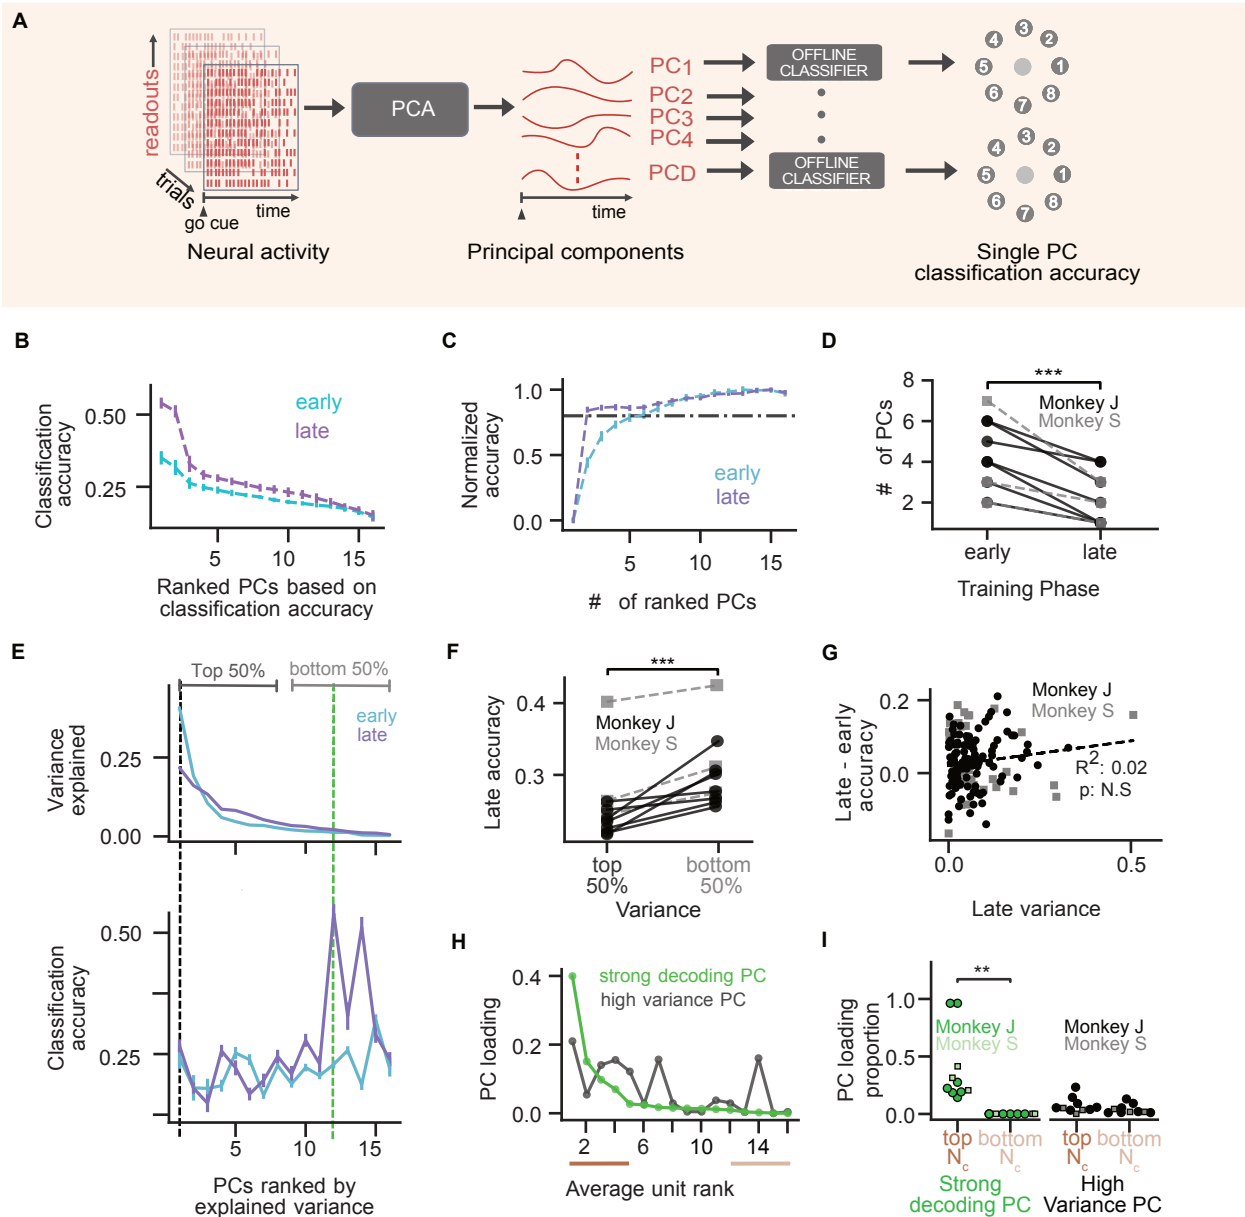 A
readouts
trials
go cue
time
Neural activity
PCA
PC1
PC2
PC3
PC4
PCD
time
Principal components
OFFLINE
CLASSIFIER
OFFLINE
CLASSIFIER
3
4 2
5 1
6 8
7
3
4 2
5 1
6 8
7
Single PC
classification accuracy
B
Classification
accuracy
0.50
0.25
early
late
5 10 15
Ranked PCs based on
classification accuracy
C
Normalized
accuracy
1.0
0.5
0.0
early
late
5 10 15
# of ranked PCs
D
# of PCs
8
6
4
2
***
Monkey J
Monkey S
early late
Training Phase
E
Top 50% bottom 50%
Variance
explained
0.25
0.00
early
late
Classification
accuracy
0.50
0.25
5 10 15
PCs ranked by
explained variance
F
Late accuracy
0.4
0.3
***
Monkey J
Monkey S
top
50%
bottom
50%
Variance
G
Late - early
accuracy
0.2
0.0
Monkey J
Monkey S
R²: 0.02
p: N.S
0.0 0.5
Late variance
H
PC loading
0.4
0.2
0.0
strong decoding PC
high variance PC
2 6 10 14
Average unit rank
I
PC loading
proportion
1.0
0.5
0.0
**
Monkey J
Monkey S
Monkey J
Monkey S
top
Nc
bottom
Nc
top
Nc
bottom
Nc
Strong
decoding PC
High
Variance PC